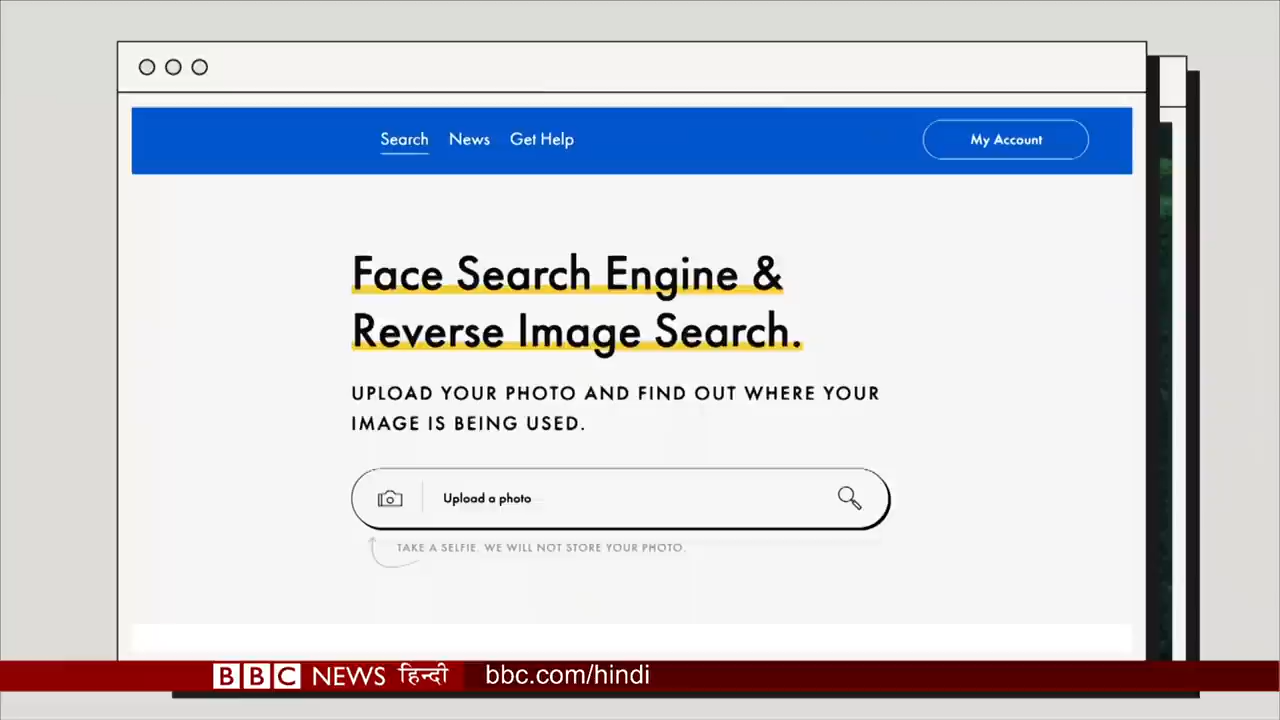 Search News Get Help My Account
Face Search Engine &
Reverse Image Search.
UPLOAD YOUR PHOTO AND FIND OUT WHERE YOUR
IMAGE IS BEING USED.
Upload a photo
TAKE A SELFIE. WE WILL NOT STORE YOUR PHOTO.
BBC NEWS हिन्दी bbc.com/hindi